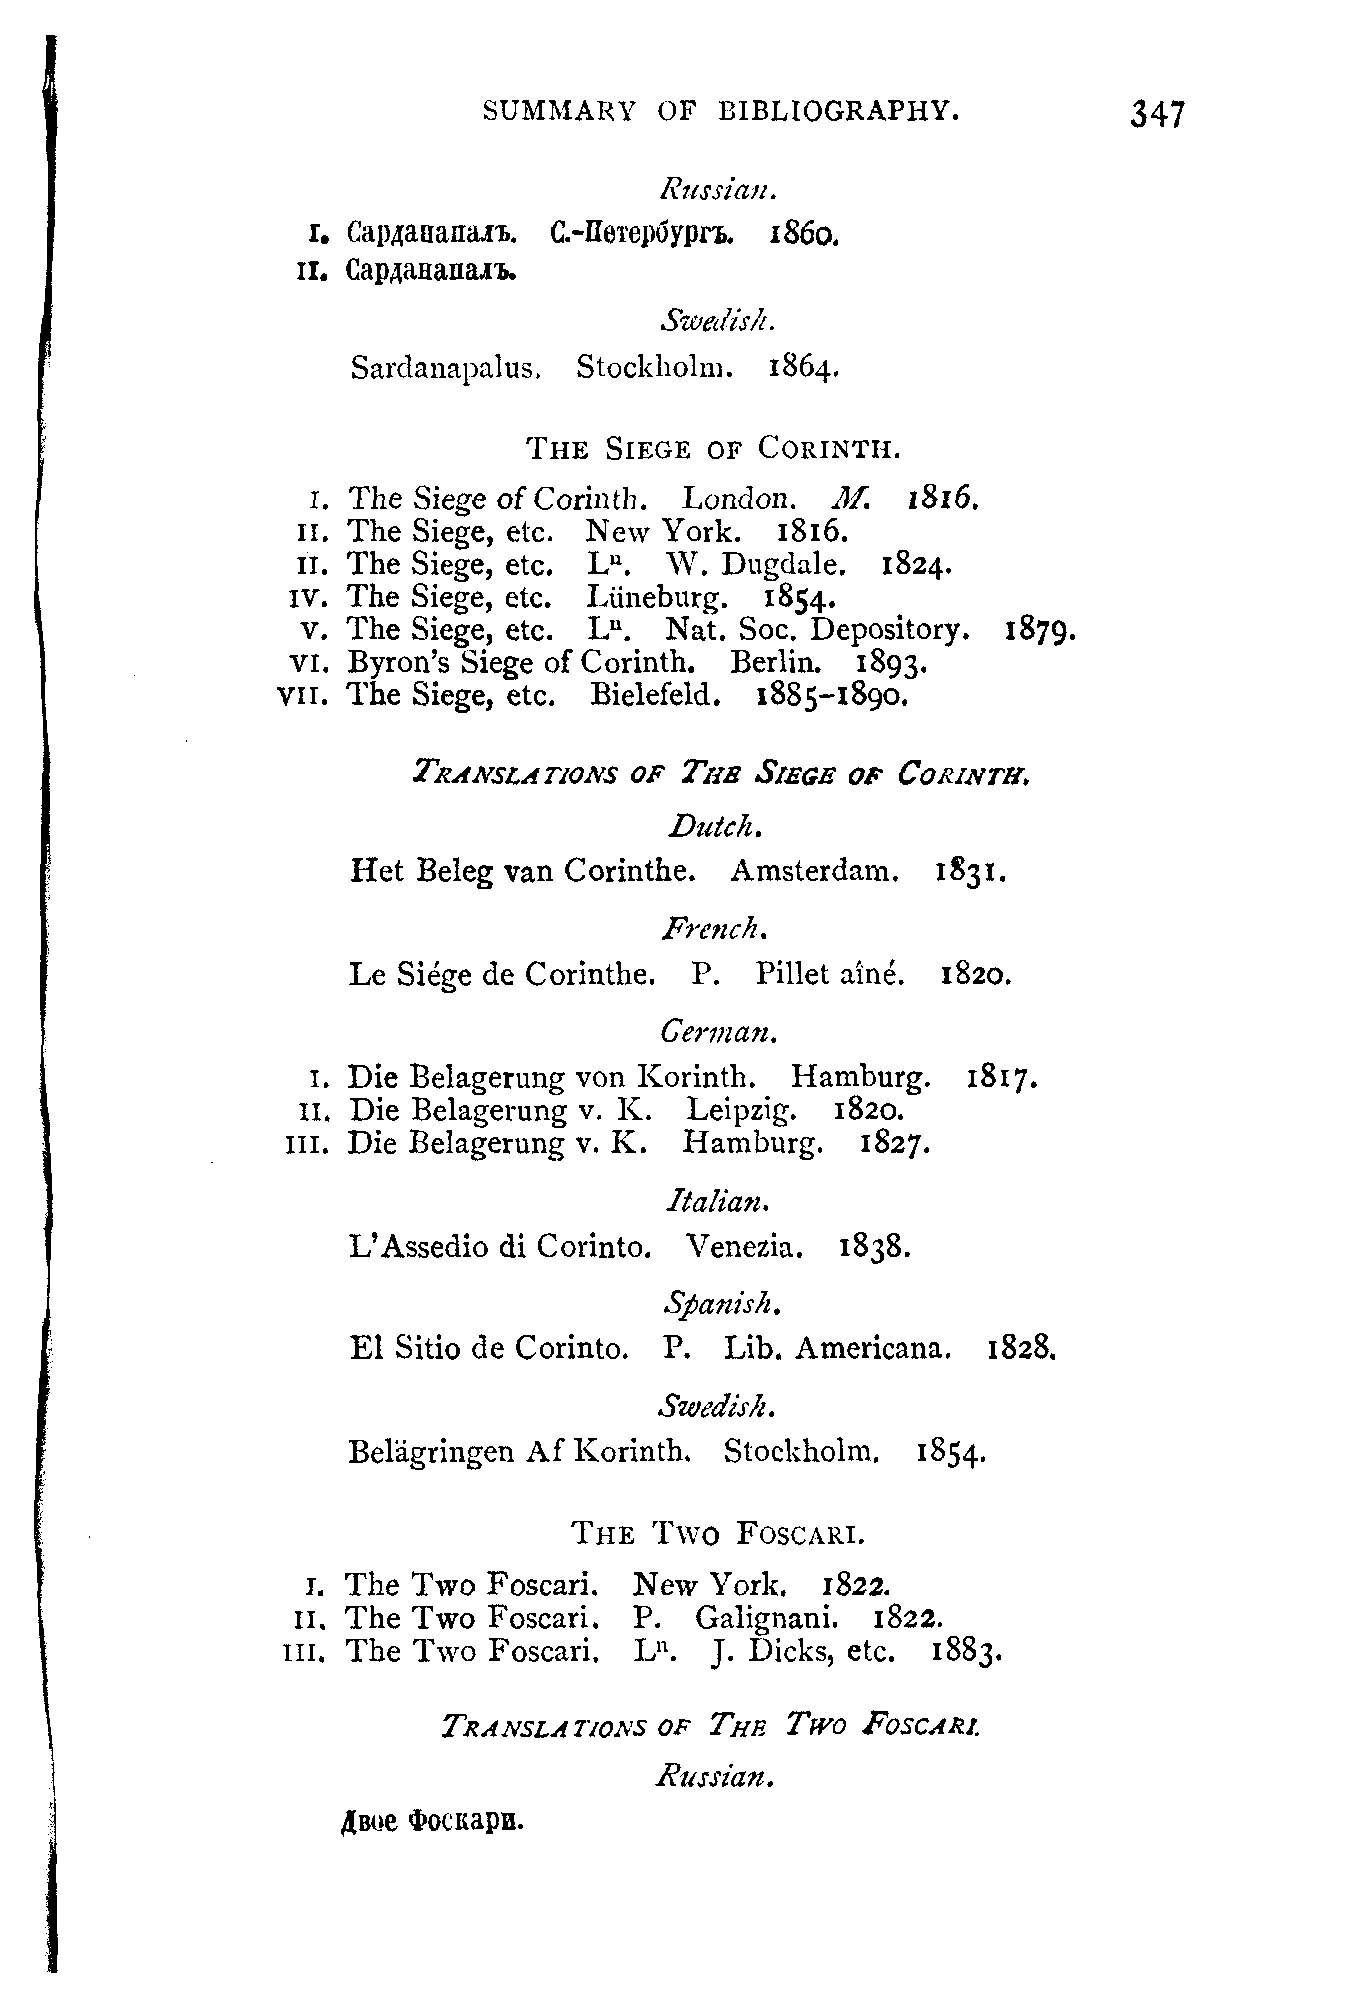 SUMMARY OF BIBLIOGRAPHY. 347
Russian.
I. Сарданапалъ. С.-Петербургъ. 1860.
II. Сарданапалъ.
Swedish.
Sardanapalus. Stockholm. 1864.
THE SIEGE OF CORINTH.
I. The Siege of Corinth. London. M. 1816.
II. The Siege, etc. New York. 1816.
II. The Siege, etc. Lⁿ. W. Dugdale. 1824.
IV. The Siege, etc. Lüneburg. 1854.
V. The Siege, etc. Lⁿ. Nat. Soc. Depository. 1879.
VI. Byron's Siege of Corinth. Berlin. 1893.
VII. The Siege, etc. Bielefeld. 1885-1890.
TRANSLATIONS OF THE SIEGE OF CORINTH.
Dutch.
Het Beleg van Corinthe. Amsterdam. 1831.
French.
Le Siége de Corinthe. P. Pillet aîné. 1820.
German.
I. Die Belagerung von Korinth. Hamburg. 1817.
II. Die Belagerung v. K. Leipzig. 1820.
III. Die Belagerung v. K. Hamburg. 1827.
Italian.
L'Assedio di Corinto. Venezia. 1838.
Spanish.
El Sitio de Corinto. P. Lib. Americana. 1828.
Swedish.
Belägringen Af Korinth. Stockholm. 1854.
THE TWO FOSCARI.
I. The Two Foscari. New York. 1822.
II. The Two Foscari. P. Galignani. 1822.
III. The Two Foscari. Lⁿ. J. Dicks, etc. 1883.
TRANSLATIONS OF THE TWO FOSCARI.
Russian.
Двое Фоскари.